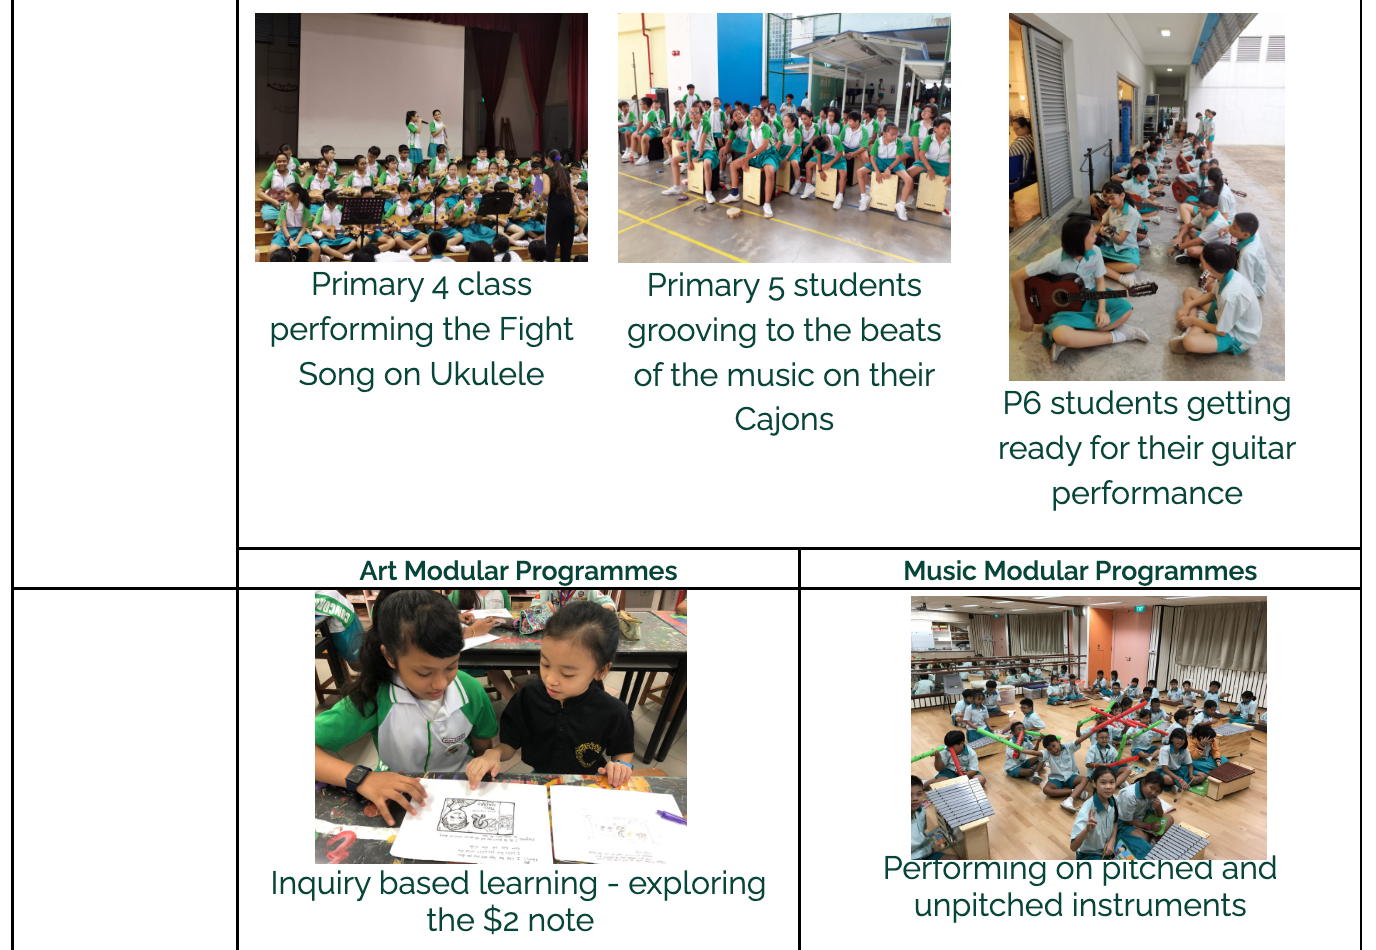 Primary 4 class
performing the Fight
Song on Ukulele
Primary 5 students
grooving to the beats
of the music on their
Cajons
P6 students getting
ready for their guitar
performance
Art Modular Programmes
Music Modular Programmes
Inquiry based learning - exploring
the $2 note
Performing on pitched and
unpitched instruments